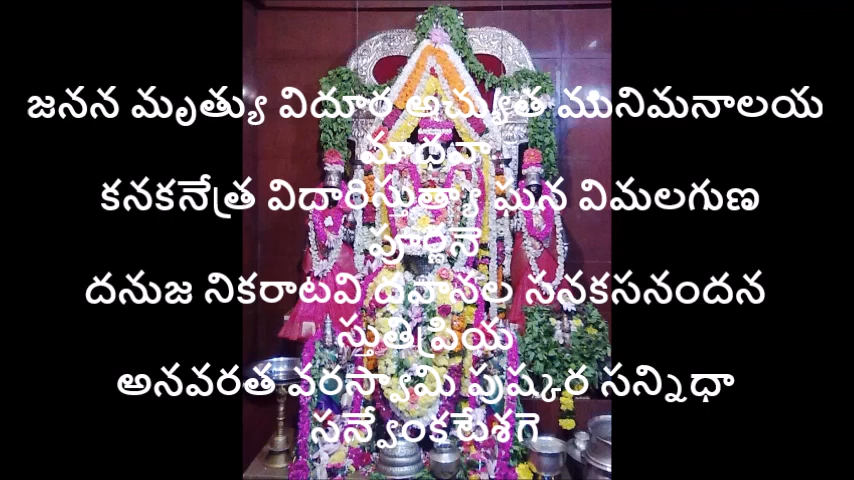 జనన మృత్యు విదూర అచ్యుత మునిమనాలయ
మాధవా
కనకనేత్ర విదారిస్తుత్యా ఘన విమలగుణ
పూర్ణనె
దనుజ నికరాటవి దవానల సనకసనందన
స్తుతిప్రియ
అనవరత వరస్వామి పుష్కర సన్నిధా
సన్వేంకటేశగె